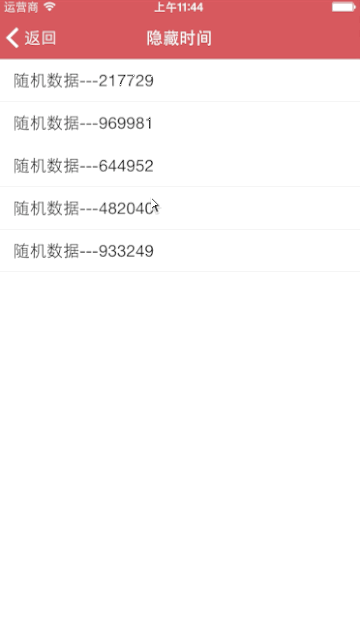 运营商 上午11:44
返回 隐藏时间
随机数据---217729
随机数据---969981
随机数据---644952
随机数据---482040
随机数据---933249